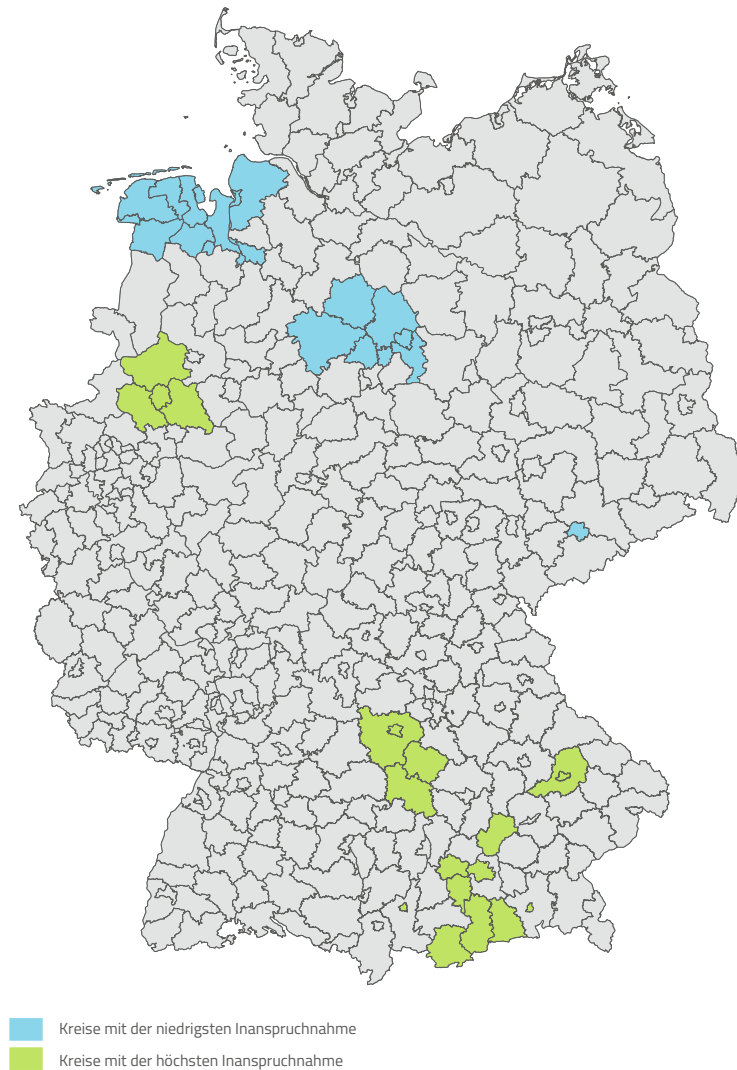 Kreise mit der niedrigsten Inanspruchnahme
Kreise mit der höchsten Inanspruchnahme